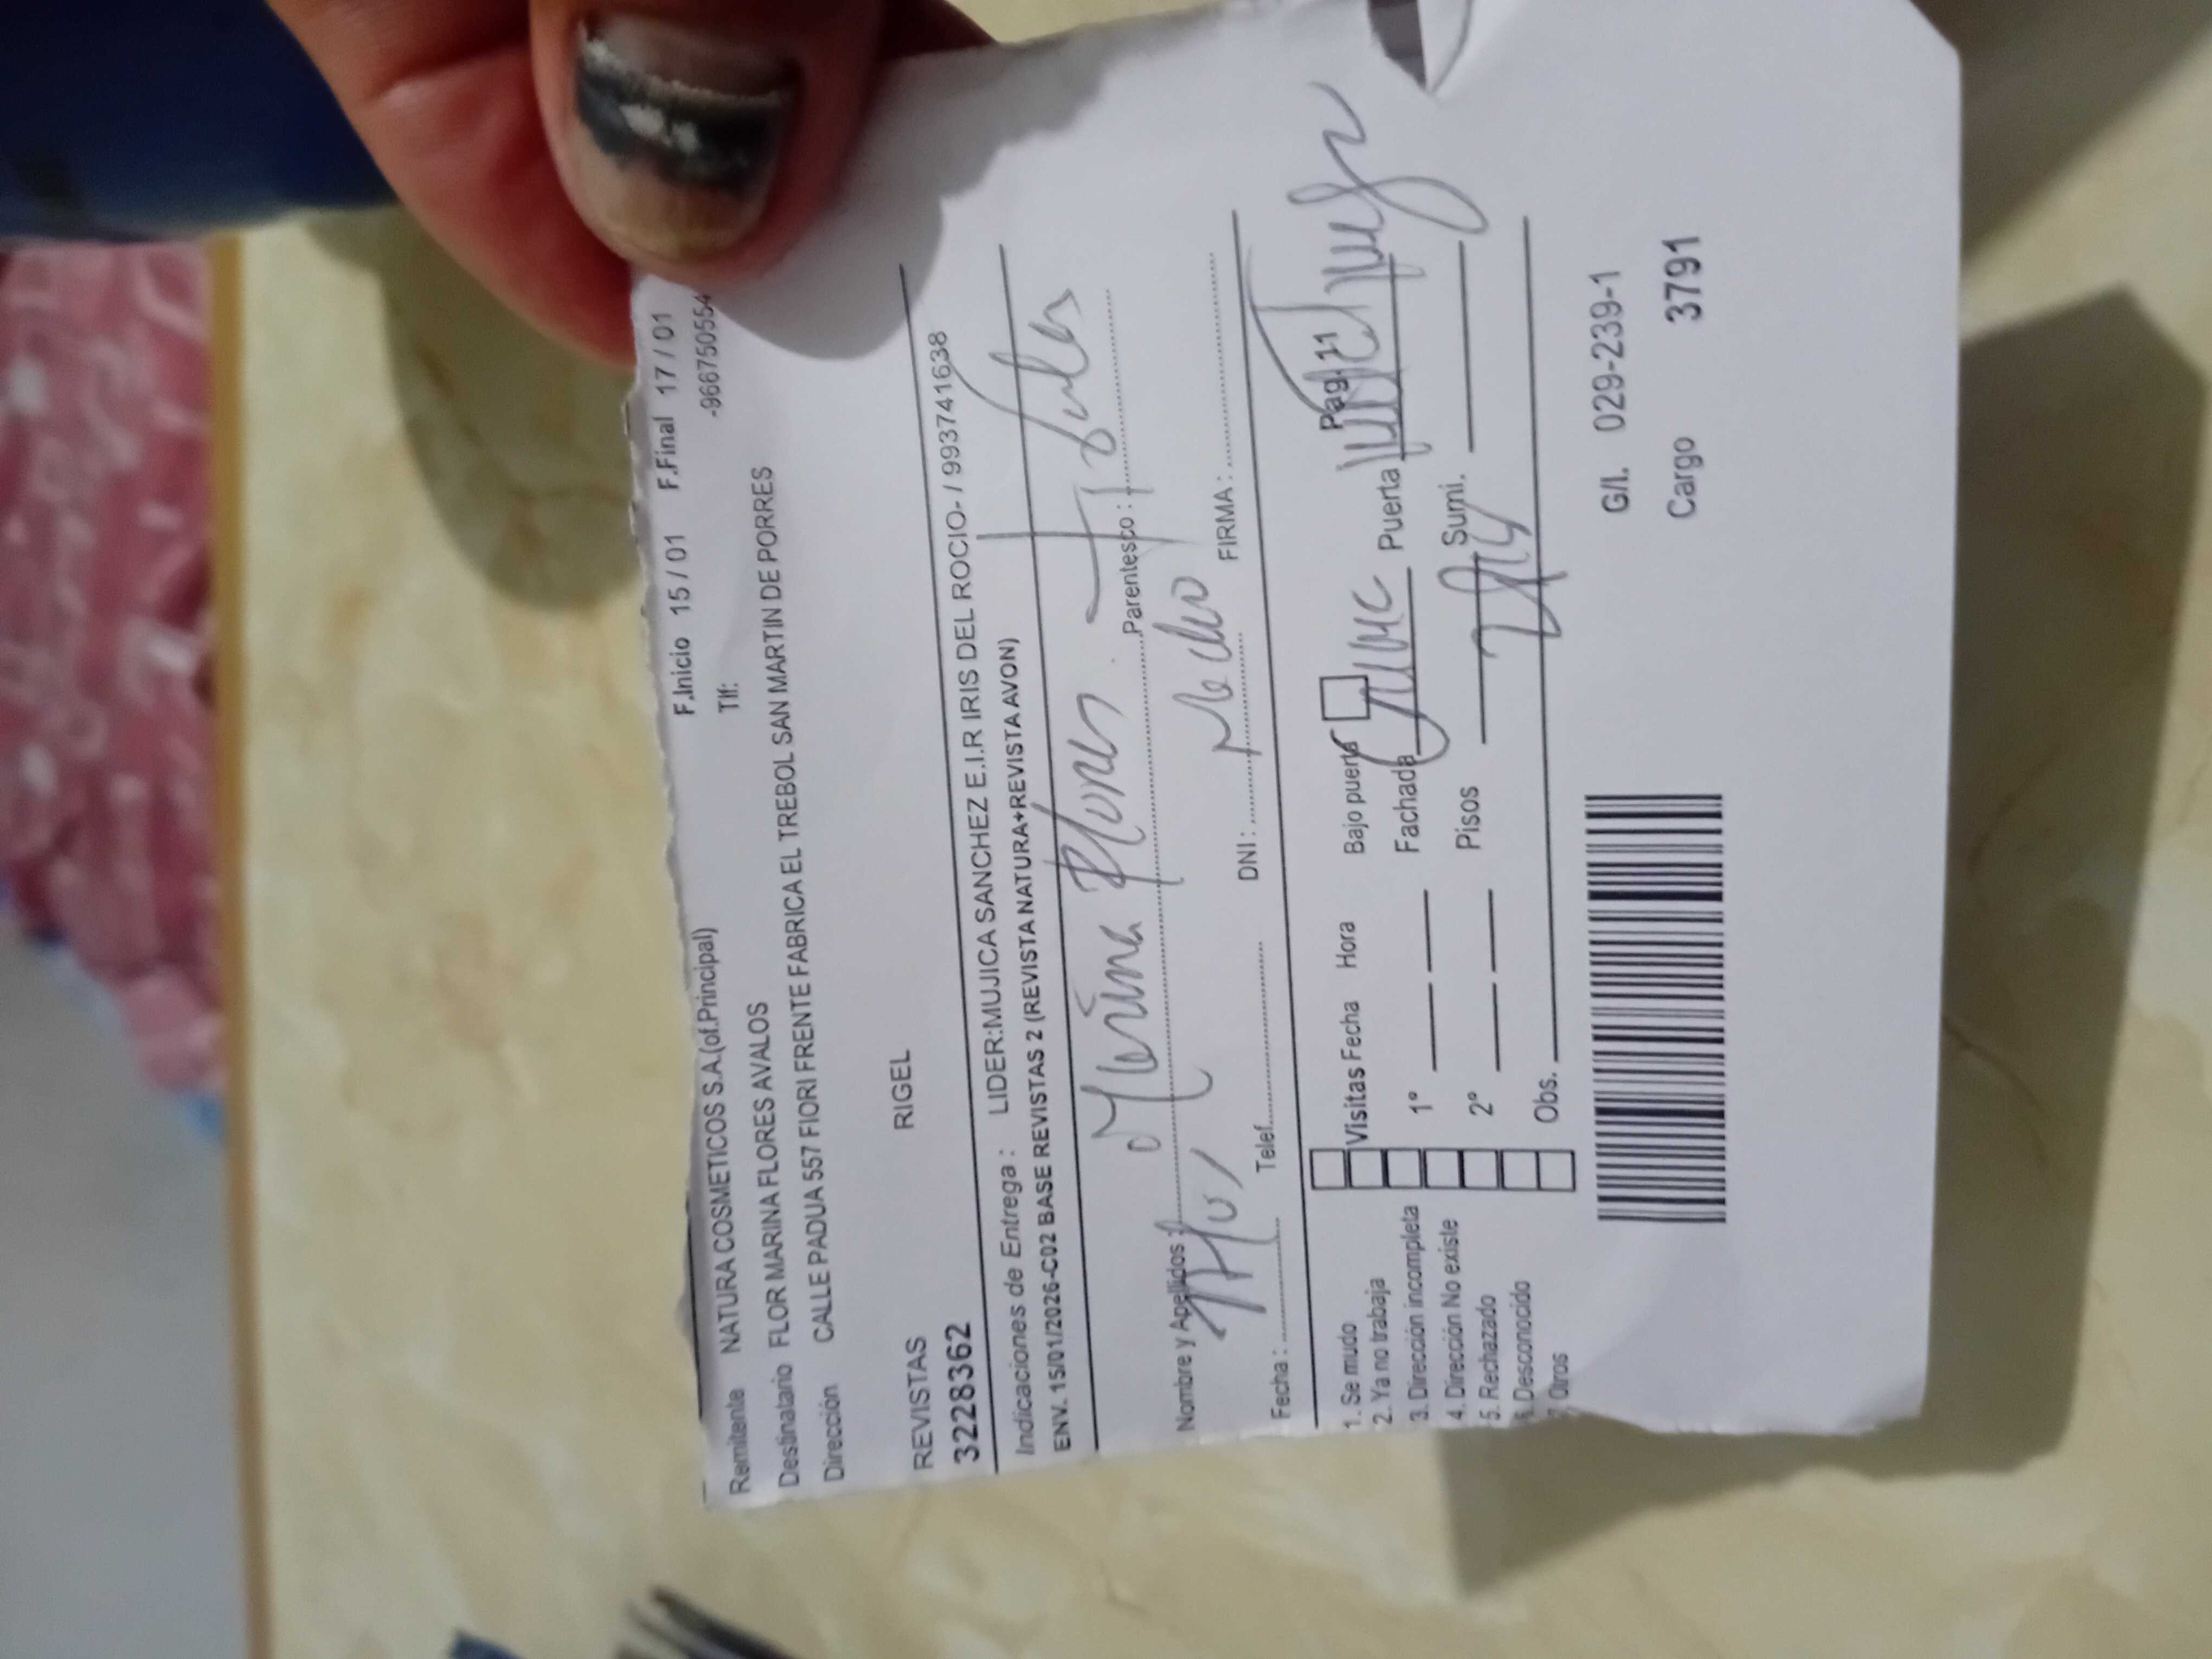 F.Inicio 15 / 01 F.Final 17 / 01
Remitente NATURA COSMETICOS S.A.(of.Principal) Tlf: -966750554
Destinatario FLOR MARINA FLORES AVALOS
Dirección CALLE PADUA 557 FIORI FRENTE FABRICA EL TREBOL SAN MARTIN DE PORRES
REVISTAS RIGEL
3228362
Indicaciones de Entrega : LIDER:MUJICA SANCHEZ E.I.R IRIS DEL ROCIO- / 993741638
ENV. 15/01/2026-C02 BASE REVISTAS 2 (REVISTA NATURA+REVISTA AVON)
Marina Flores
Nombre y Apellidos : Parentesco :
Fecha : Telef. DNI : FIRMA :
Pag. 11
1. Se mudo Visitas Fecha Hora Bajo puerta
2. Ya no trabaja
3. Dirección incompleta 1° Fachada Puerta
4. Dirección No existe
5. Rechazado 2° Pisos Sumi.
6. Desconocido
7. Otros Obs.
G/I. 029-239-1
Cargo 3791